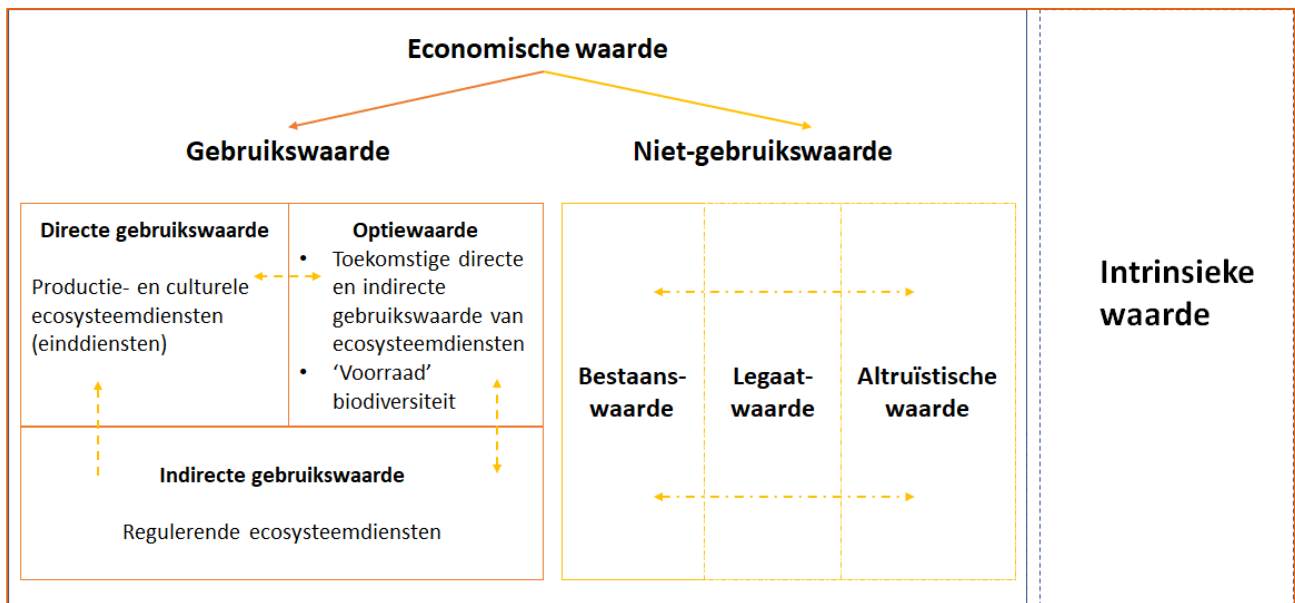 Economische waarde
Gebruikswaarde
Niet-gebruikswaarde
Directe gebruikswaarde
Productie- en culturele
ecosysteemdiensten
(einddiensten)
Optiewaarde
• Toekomstige directe
en indirecte
gebruikswaarde van
ecosysteemdiensten
• ‘Voorraad’
biodiversiteit
Indirecte gebruikswaarde
Regulerende ecosysteemdiensten
Bestaans-
waarde
Legaat-
waarde
Altruïstische
waarde
Intrinsieke
waarde